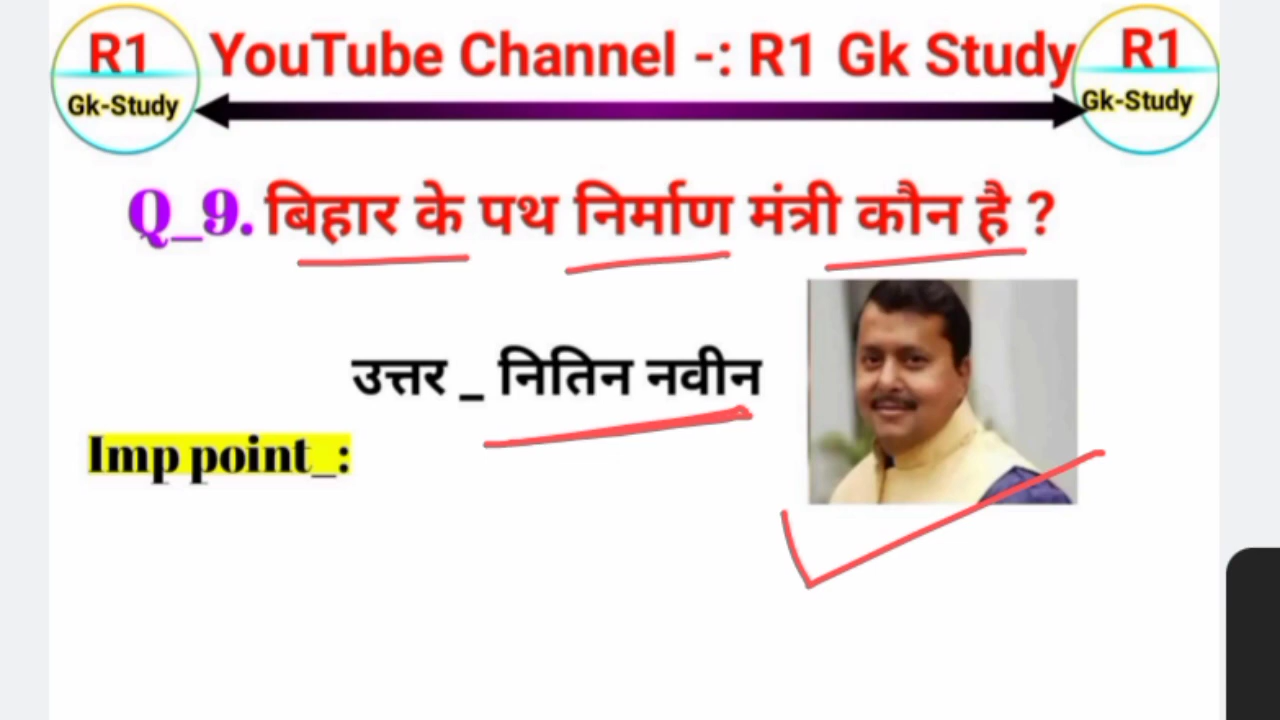 R1
Gk-Study
YouTube Channel -: R1 Gk Study
R1
Gk-Study
Q_9. बिहार के पथ निर्माण मंत्री कौन है ?
उत्तर _ नितिन नवीन
Imp point_: